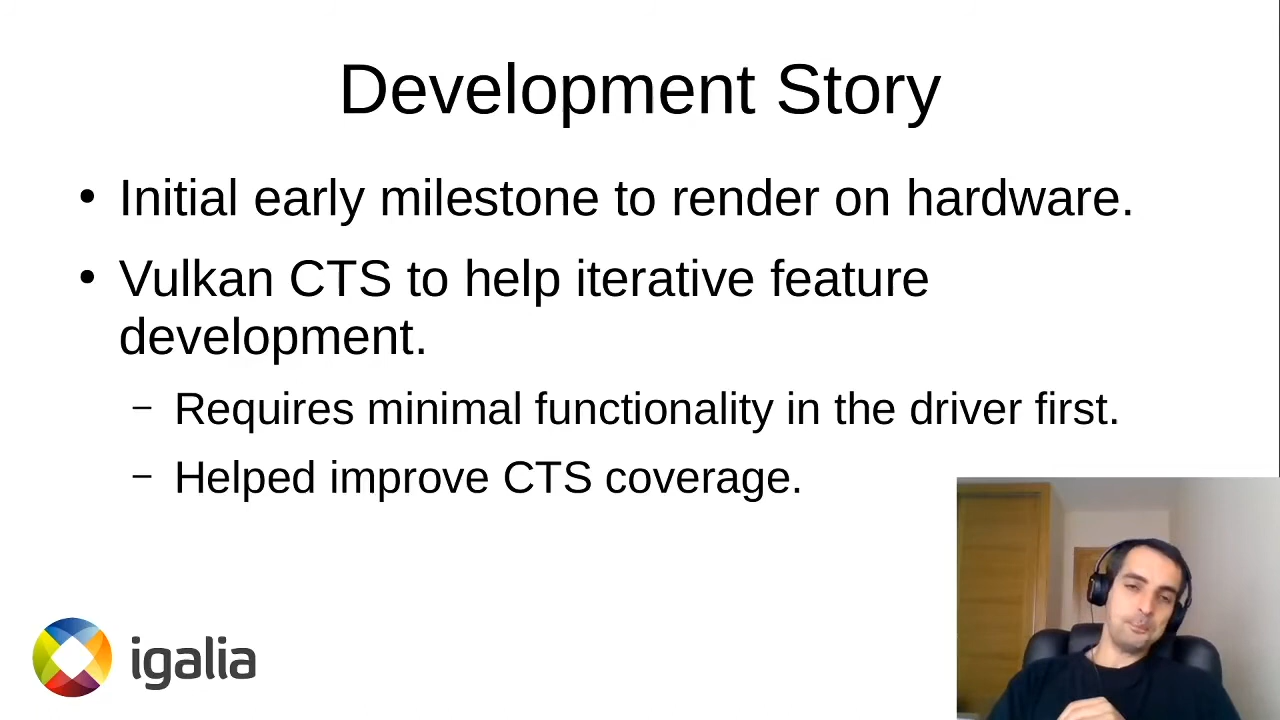 Development Story
● Initial early milestone to render on hardware.
● Vulkan CTS to help iterative feature
development.
– Requires minimal functionality in the driver first.
– Helped improve CTS coverage.
igalia